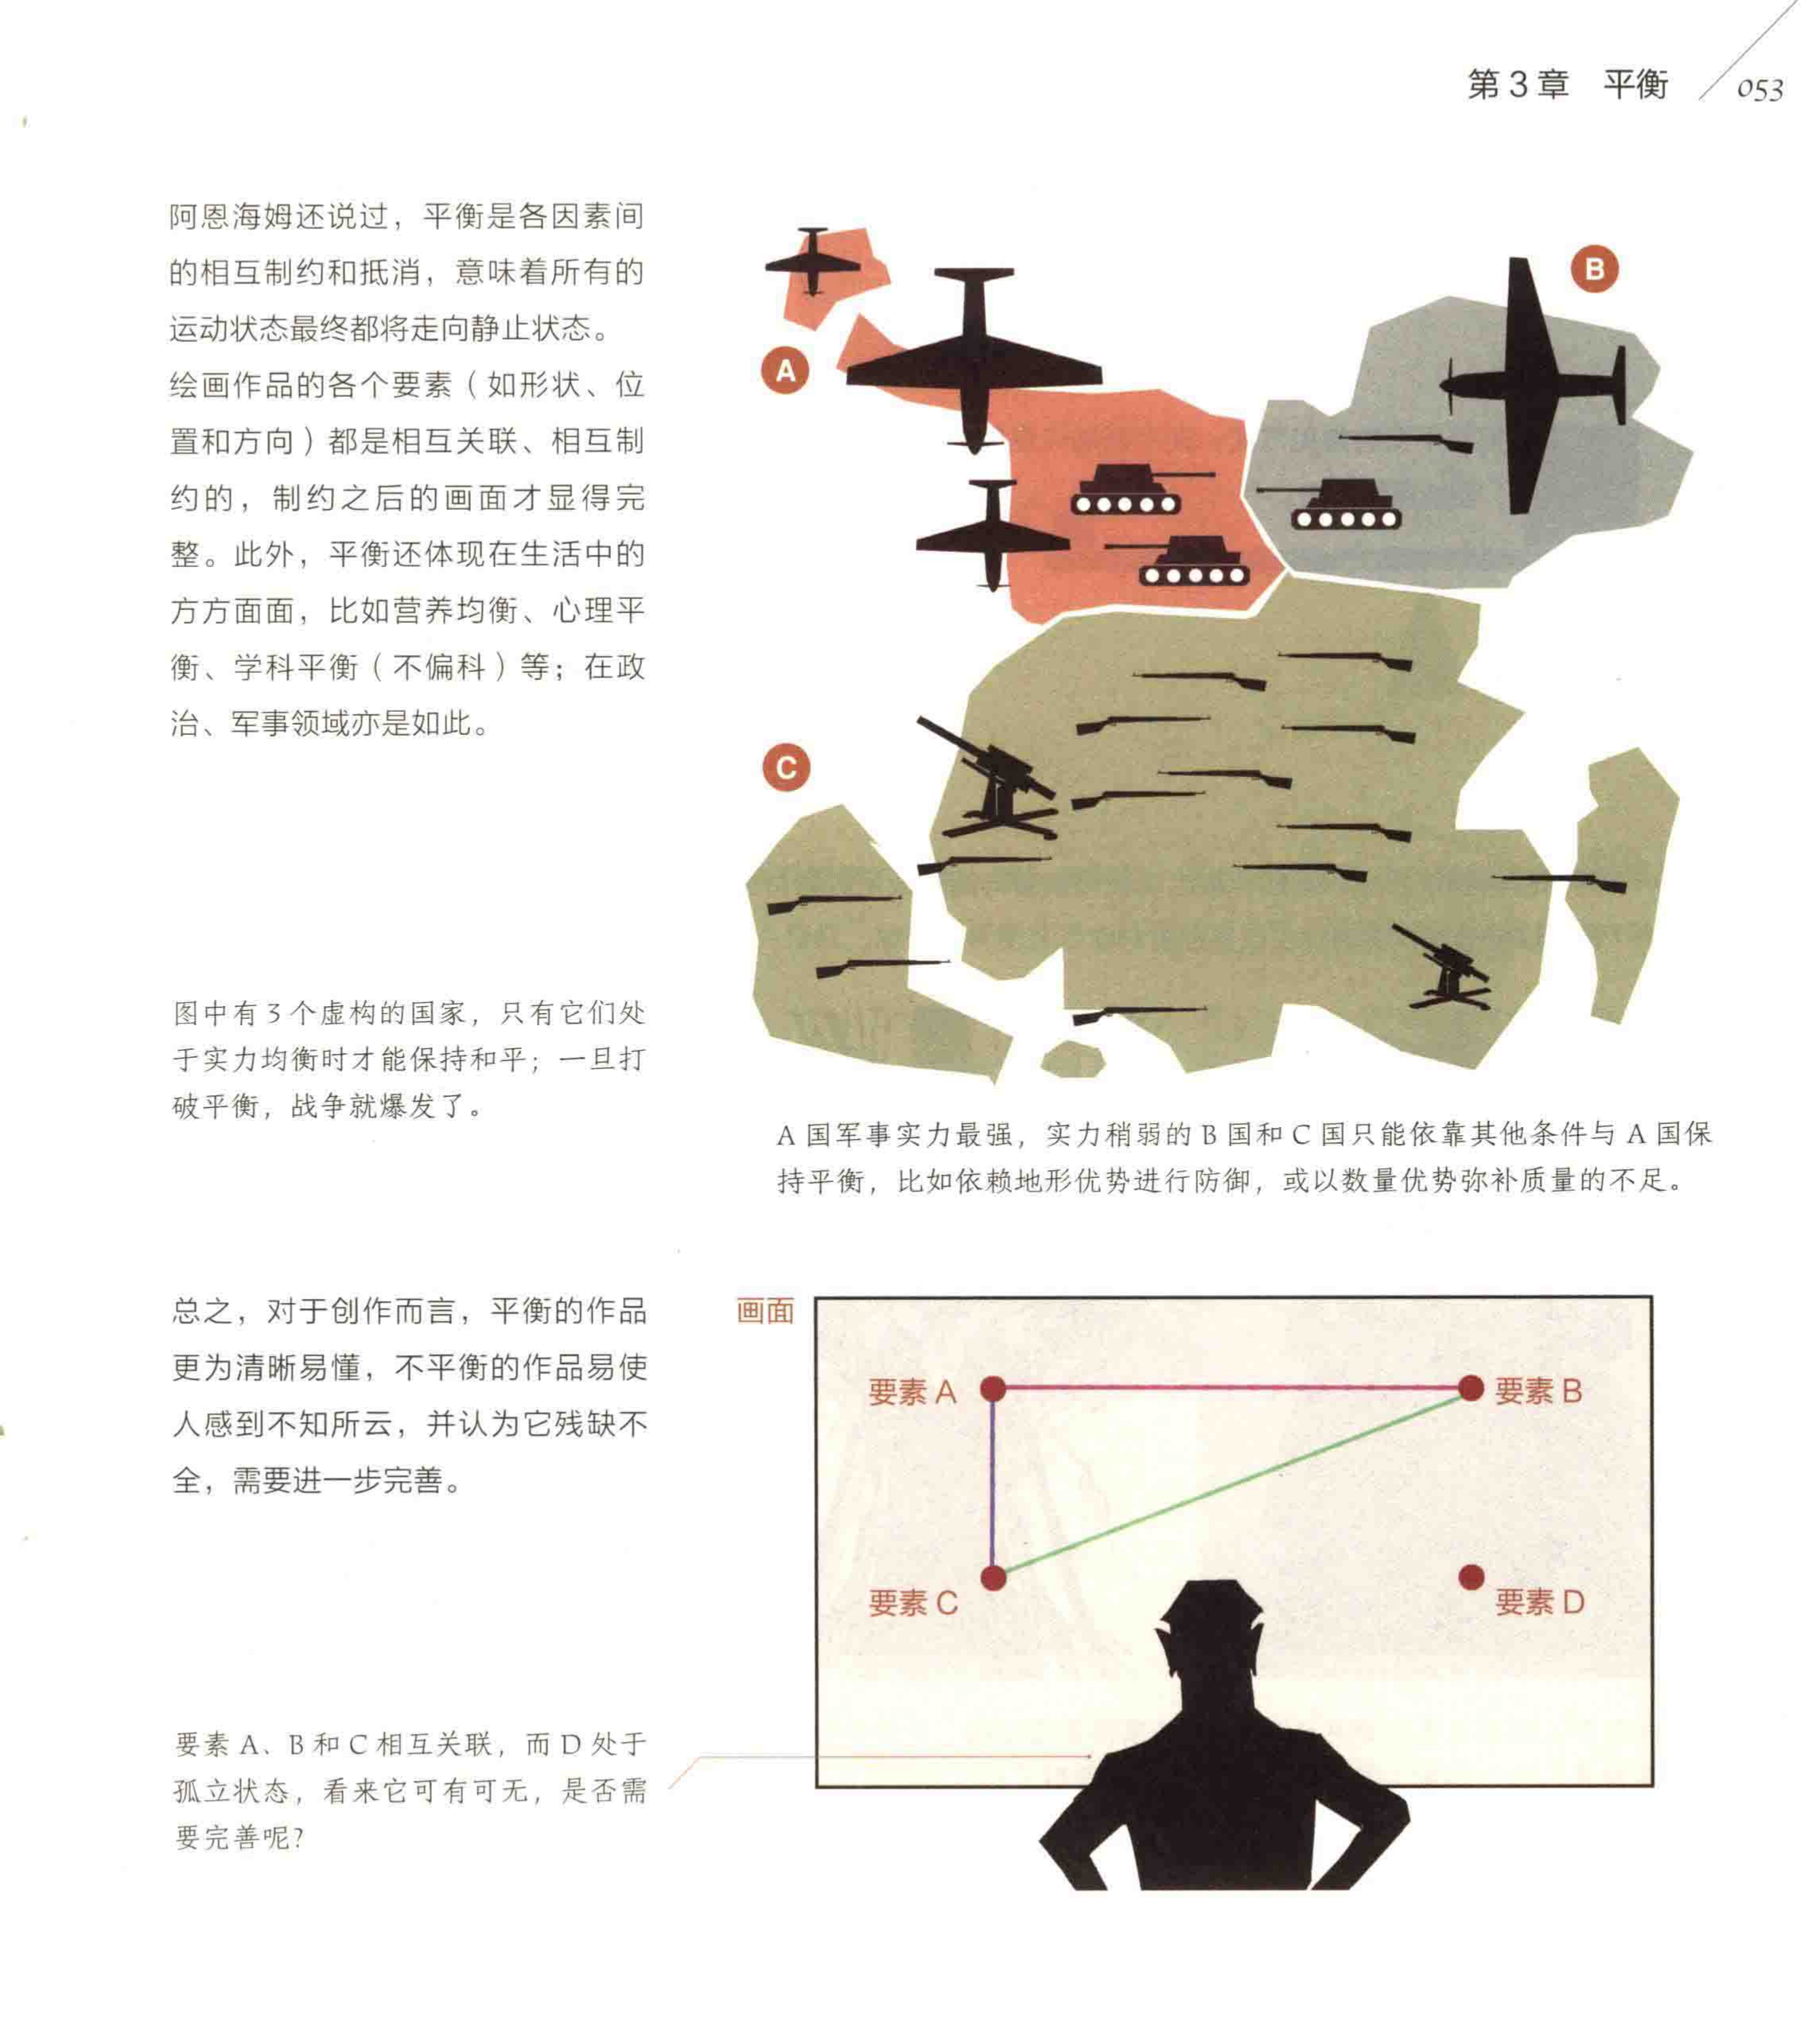 第3章 平衡
053
阿恩海姆还说过，平衡是各因素间
的相互制约和抵消，意味着所有的
运动状态最终都将走向静止状态。
绘画作品的各个要素（如形状、位
置和方向）都是相互关联、相互制
约的，制约之后的画面才显得完
整。此外，平衡还体现在生活中的
方方面面，比如营养均衡、心理平
衡、学科平衡（不偏科）等；在政
治、军事领域亦是如此。
A
B
C
图中有3个虚构的国家，只有它们处
于实力均衡时才能保持和平；一旦打
破平衡，战争就爆发了。
A国军事实力最强，实力稍弱的B国和C国只能依靠其他条件与A国保
持平衡，比如依赖地形优势进行防御，或以数量优势弥补质量的不足。
总之，对于创作而言，平衡的作品
更为清晰易懂，不平衡的作品易使
人感到不知所云，并认为它残缺不
全，需要进一步完善。
画面
要素A
要素B
要素C
要素D
要素A、B和C相互关联，而D处于
孤立状态，看来它可有可无，是否需
要完善呢？